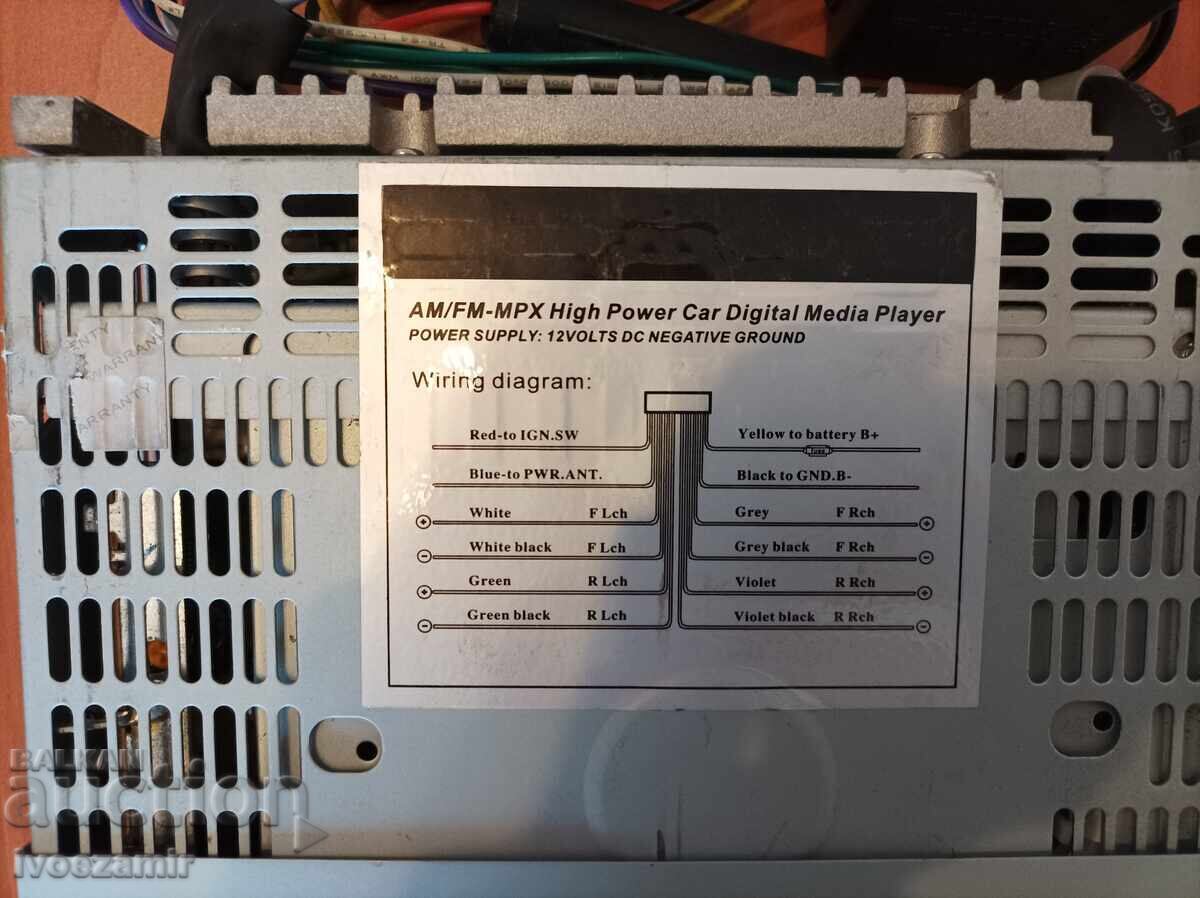 AM/FM-MPX High Power Car Digital Media Player
POWER SUPPLY: 12VOLTS DC NEGATIVE GROUND
Wiring diagram:
Red-to IGN.SW
Yellow to battery B+
Blue-to PWR.ANT.
Black to GND.B-
+ White F Lch
Grey F Rch +
- White black F Lch
Grey black F Rch -
+ Green R Lch
Violet R Rch +
- Green black R Lch
Violet black R Rch -
WARRANTY
ARRANTY
BALKAN
auction
ivoezamir